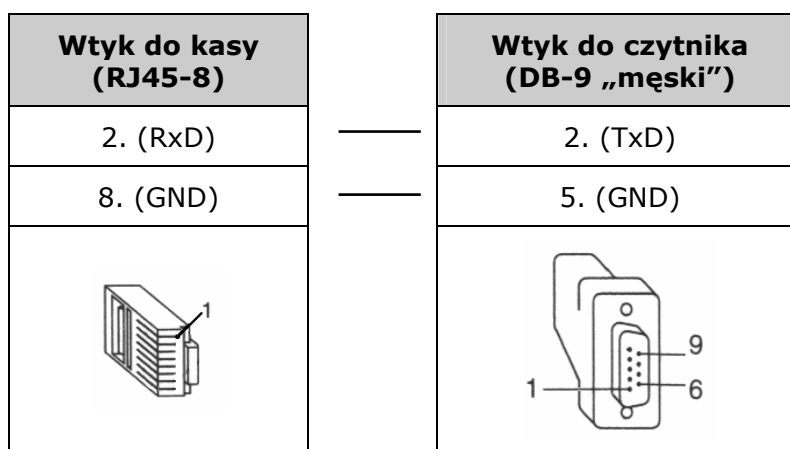 Wtyk do kasy
(RJ45-8)
Wtyk do czytnika
(DB-9 „męski”)
2. (RxD)
2. (TxD)
8. (GND)
5. (GND)
1
9
1
6